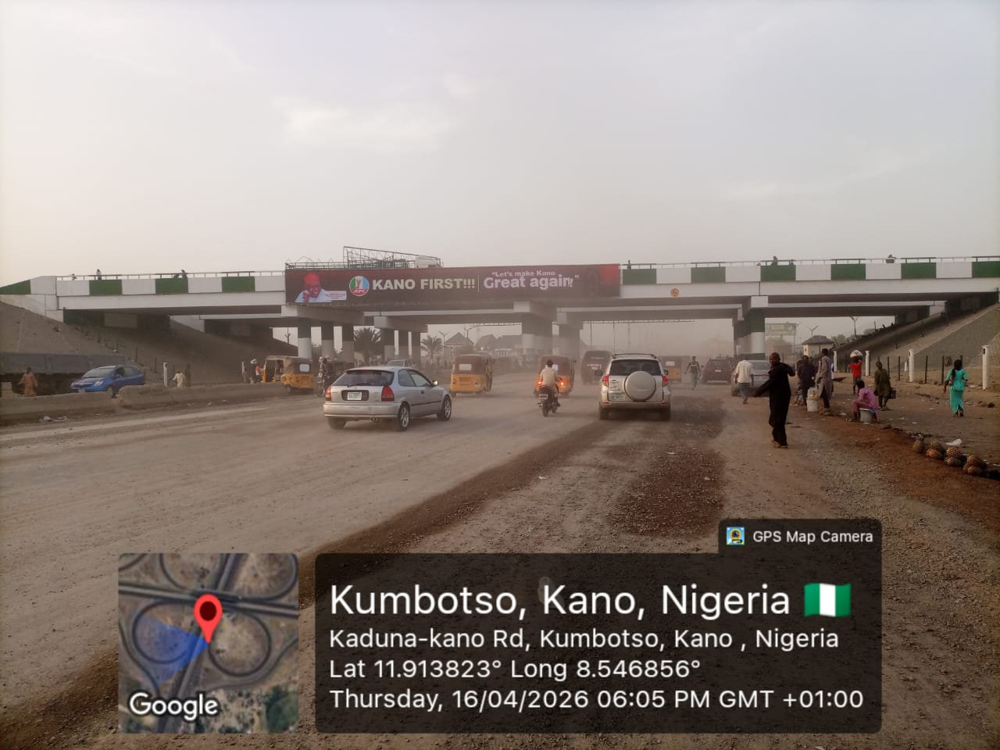 APC
KANO FIRST!!!
"Let's make Kano
Great again!"
GPS Map Camera
Kumbotso, Kano, Nigeria
Kaduna-kano Rd, Kumbotso, Kano , Nigeria
Lat 11.913823° Long 8.546856°
Thursday, 16/04/2026 06:05 PM GMT +01:00
Google